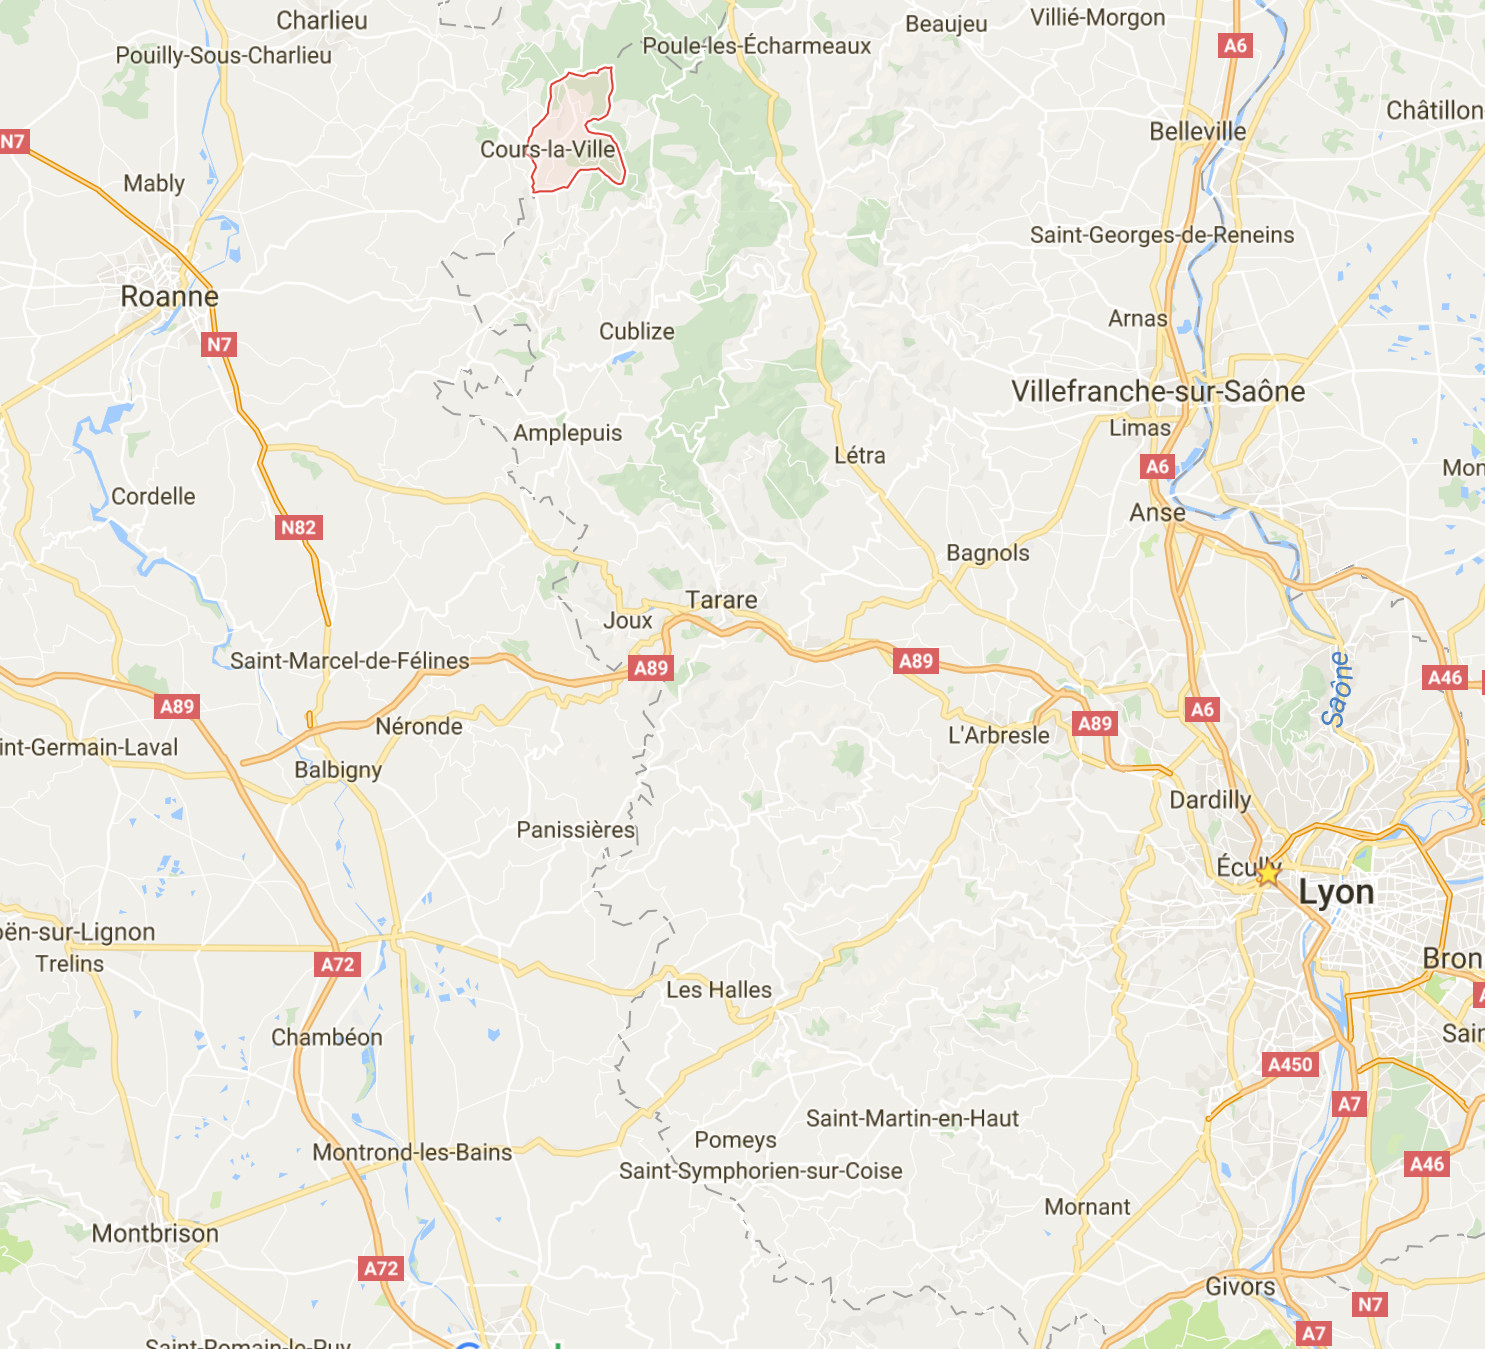 Charlieu
Beaujeu
Villié-Morgon
Pouilly-Sous-Charlieu
Poule-les-Écharmeaux
A6
Châtillon
N7
Belleville
Cours-la-Ville
Mably
Saint-Georges-de-Reneins
Roanne
Arnas
Cublize
N7
Villefranche-sur-Saône
Limas
Amplepuis
Létra
A6
Mon
Cordelle
Anse
N82
Bagnols
Tarare
Joux
Saint-Marcel-de-Félines
A89
A89
A46
Saône
A89
A6
Néronde
A89
L'Arbresle
int-Germain-Laval
Balbigny
Dardilly
Panissières
Écully
Lyon
oën-sur-Lignon
Trelins
A72
Bron
Les Halles
A
Chambéon
Sain
A450
A7
Saint-Martin-en-Haut
Pomeys
Montrond-les-Bains
A46
Saint-Symphorien-sur-Coise
Mornant
Montbrison
A72
Givors
N7
A7
Saint-Romain-le-Puy